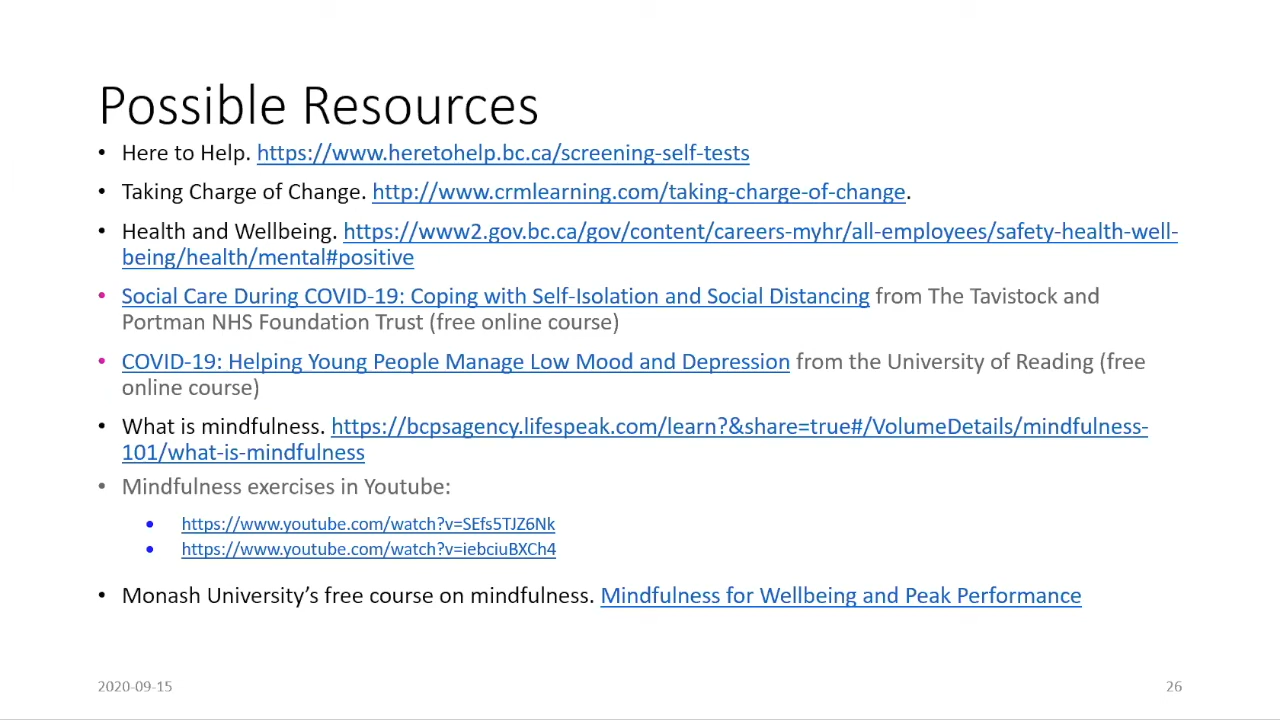 Possible Resources
• Here to Help. https://www.heretohelp.bc.ca/screening-self-tests
• Taking Charge of Change. http://www.crmlearning.com/taking-charge-of-change.
• Health and Wellbeing. https://www2.gov.bc.ca/gov/content/careers-myhr/all-employees/safety-health-well-
being/health/mental#positive
• Social Care During COVID-19: Coping with Self-Isolation and Social Distancing from The Tavistock and
Portman NHS Foundation Trust (free online course)
• COVID-19: Helping Young People Manage Low Mood and Depression from the University of Reading (free
online course)
• What is mindfulness. https://bcpsagency.lifespeak.com/learn?&share=true#/VolumeDetails/mindfulness-
101/what-is-mindfulness
• Mindfulness exercises in Youtube:
• https://www.youtube.com/watch?v=SEfs5TJZ6Nk
• https://www.youtube.com/watch?v=iebciuBXCh4
• Monash University’s free course on mindfulness. Mindfulness for Wellbeing and Peak Performance
2020-09-15
26